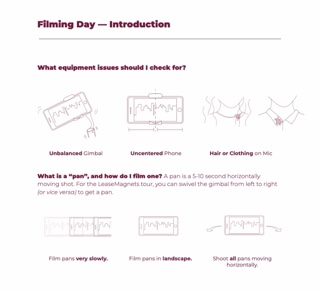 Filming Day — Introduction
What equipment issues should I check for?
Unbalanced Gimbal
Uncentered Phone
Hair or Clothing on Mic
What is a “pan”, and how do I film one? A pan is a 5-10 second horizontally
moving shot. For the LeaseMagnets tour, you can swivel the gimbal from left to right
(or vice versa) to get a pan.
Film pans very slowly.
Film pans in landscape.
Shoot all pans moving
horizontally.